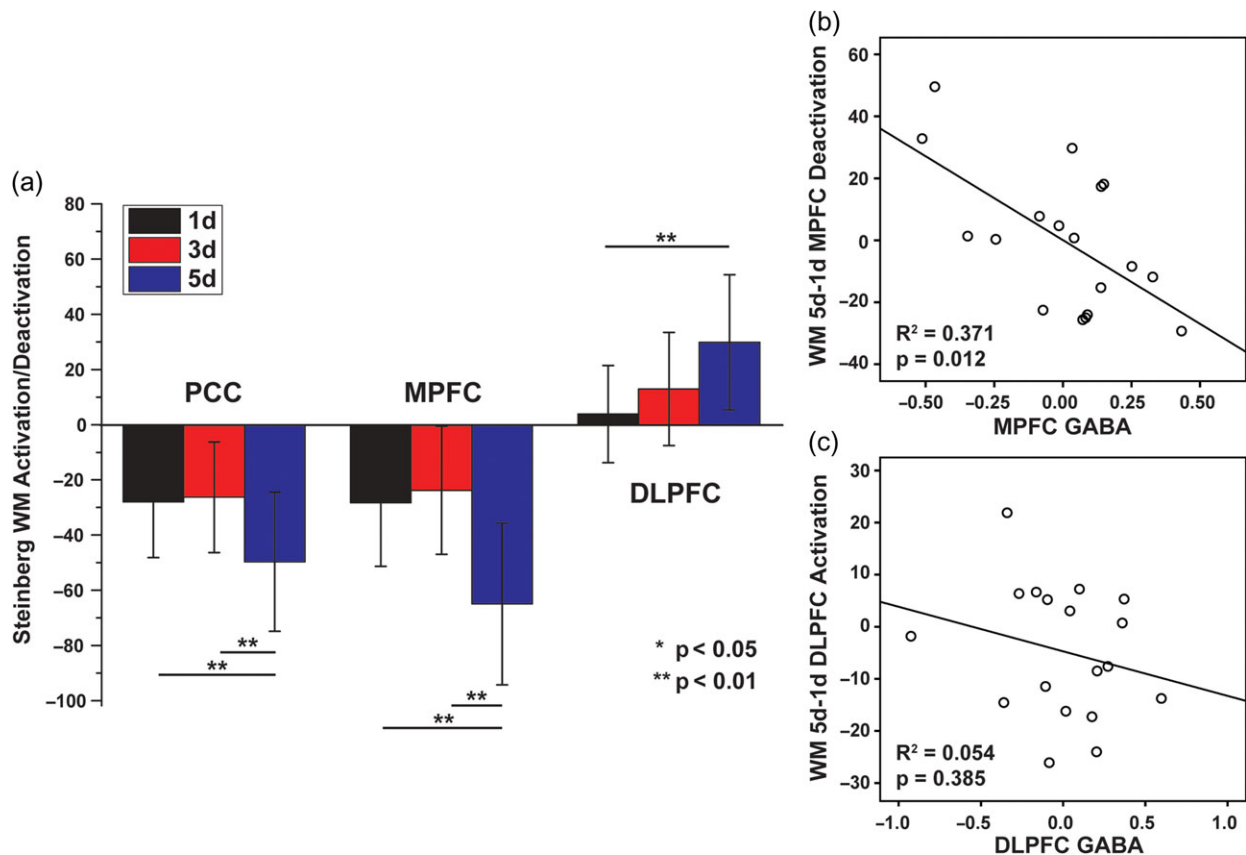 (a)
Steinberg WM Activation/Deactivation
80
60
40
20
0
−20
−40
−60
−80
−100
1d
3d
5d
PCC
MPFC
DLPFC
**
**
**
**
**
* p < 0.05
** p < 0.01
(b)
WM 5d-1d MPFC Deactivation
60
40
20
0
−20
−40
R² = 0.371
p = 0.012
−0.50 −0.25 0.00 0.25 0.50
MPFC GABA
(c)
WM 5d-1d DLPFC Activation
30
20
10
0
−10
−20
−30
R² = 0.054
p = 0.385
−1.0 −0.5 0.0 0.5 1.0
DLPFC GABA